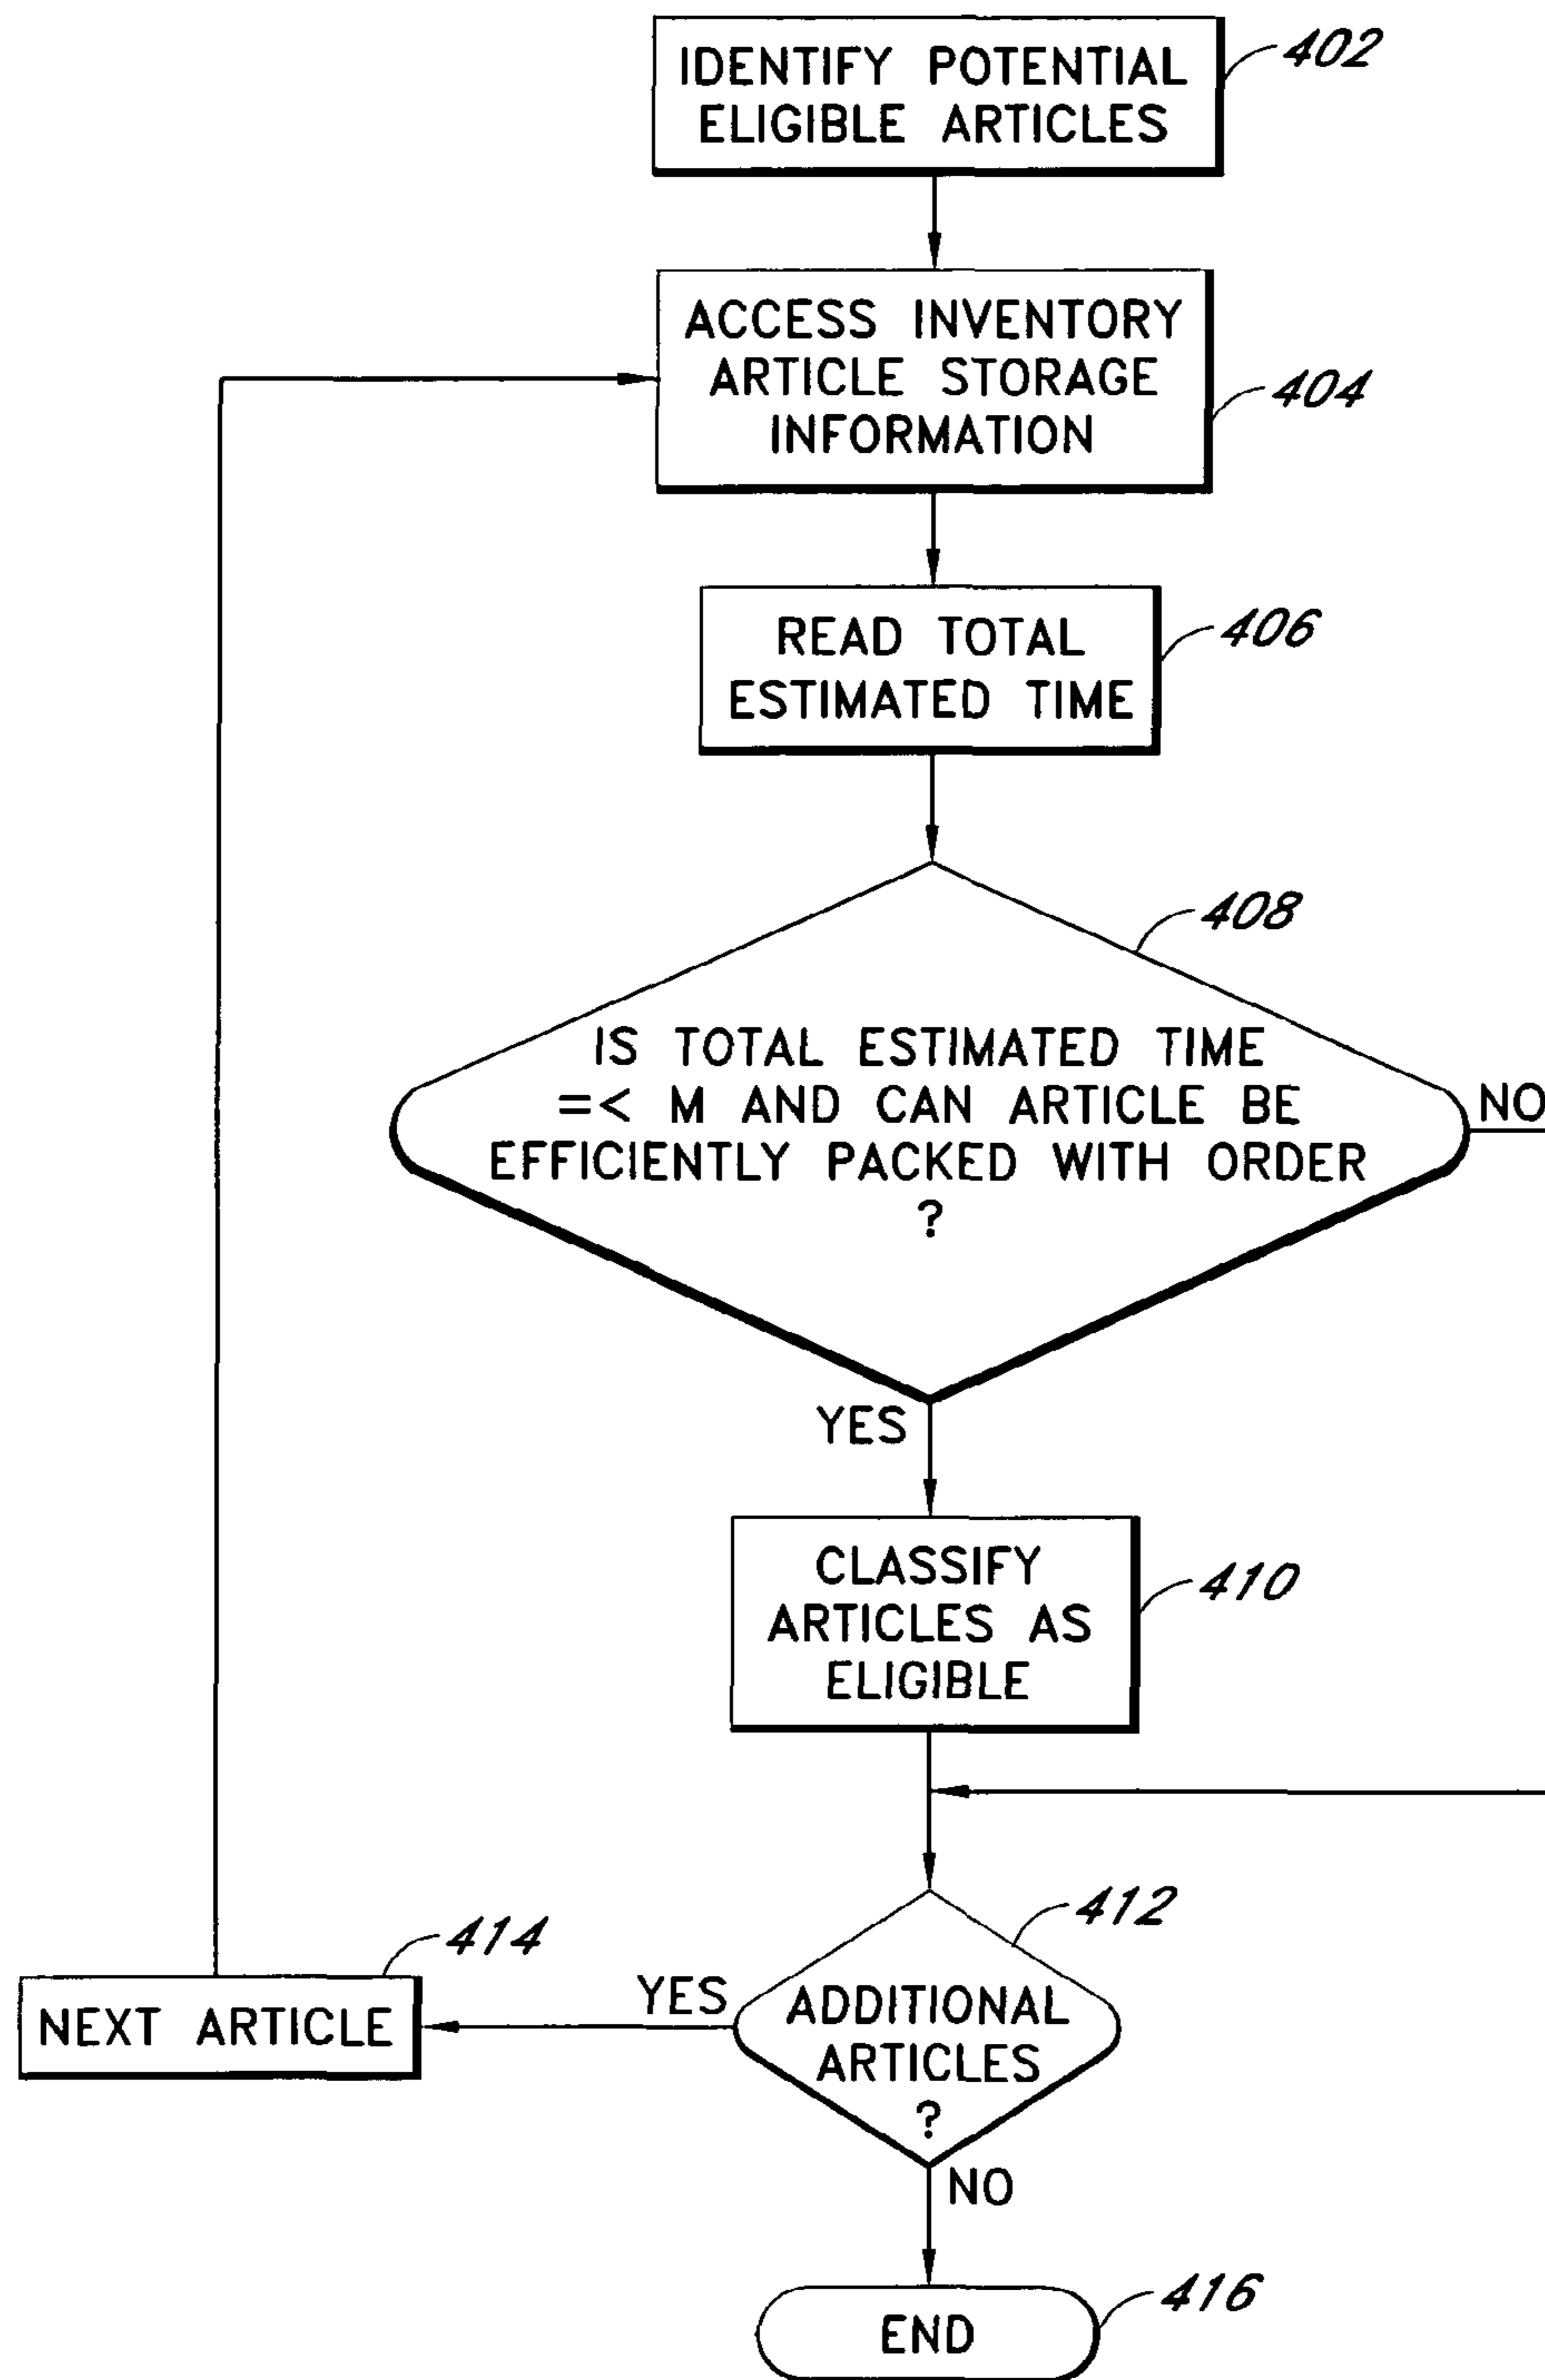 IDENTIFY POTENTIAL
ELIGIBLE ARTICLES
402
ACCESS INVENTORY
ARTICLE STORAGE
INFORMATION
404
READ TOTAL
ESTIMATED TIME
406
408
IS TOTAL ESTIMATED TIME
=< M AND CAN ARTICLE BE
EFFICIENTLY PACKED WITH ORDER
?
NO
YES
CLASSIFY
ARTICLES AS
ELIGIBLE
410
412
ADDITIONAL
ARTICLES
?
YES
414
NEXT ARTICLE
NO
END
416